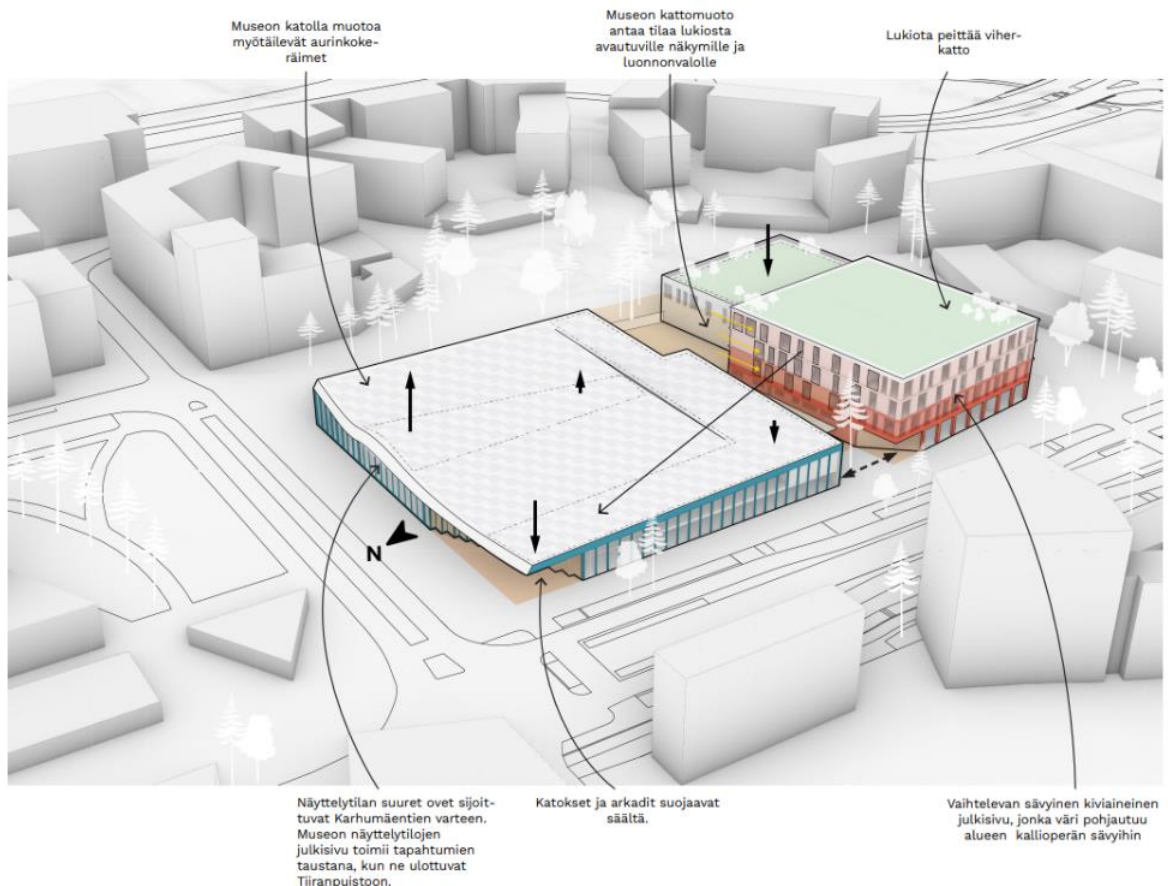 Museon katolla muotoa
myötäilevät aurinkoke-
räimet
Museon kattomuoto
antaa tilaa lukiosta
avautuville näkymille ja
luonnonvalolle
Lukiota peittää viher-
katto
N
Näyttelytilan suuret ovet sijoit-
tuvat Karhumäentien varteen.
Museon näyttelytilojen
julkisivu toimii tapahtumien
taustana, kun ne ulottuvat
Tiiranpuistoon.
Katokset ja arkadit suojaavat
säältä.
Vaihtelevan sävyinen kiviaineinen
julkisivu, jonka väri pohjautuu
alueen kallioperän sävyihin